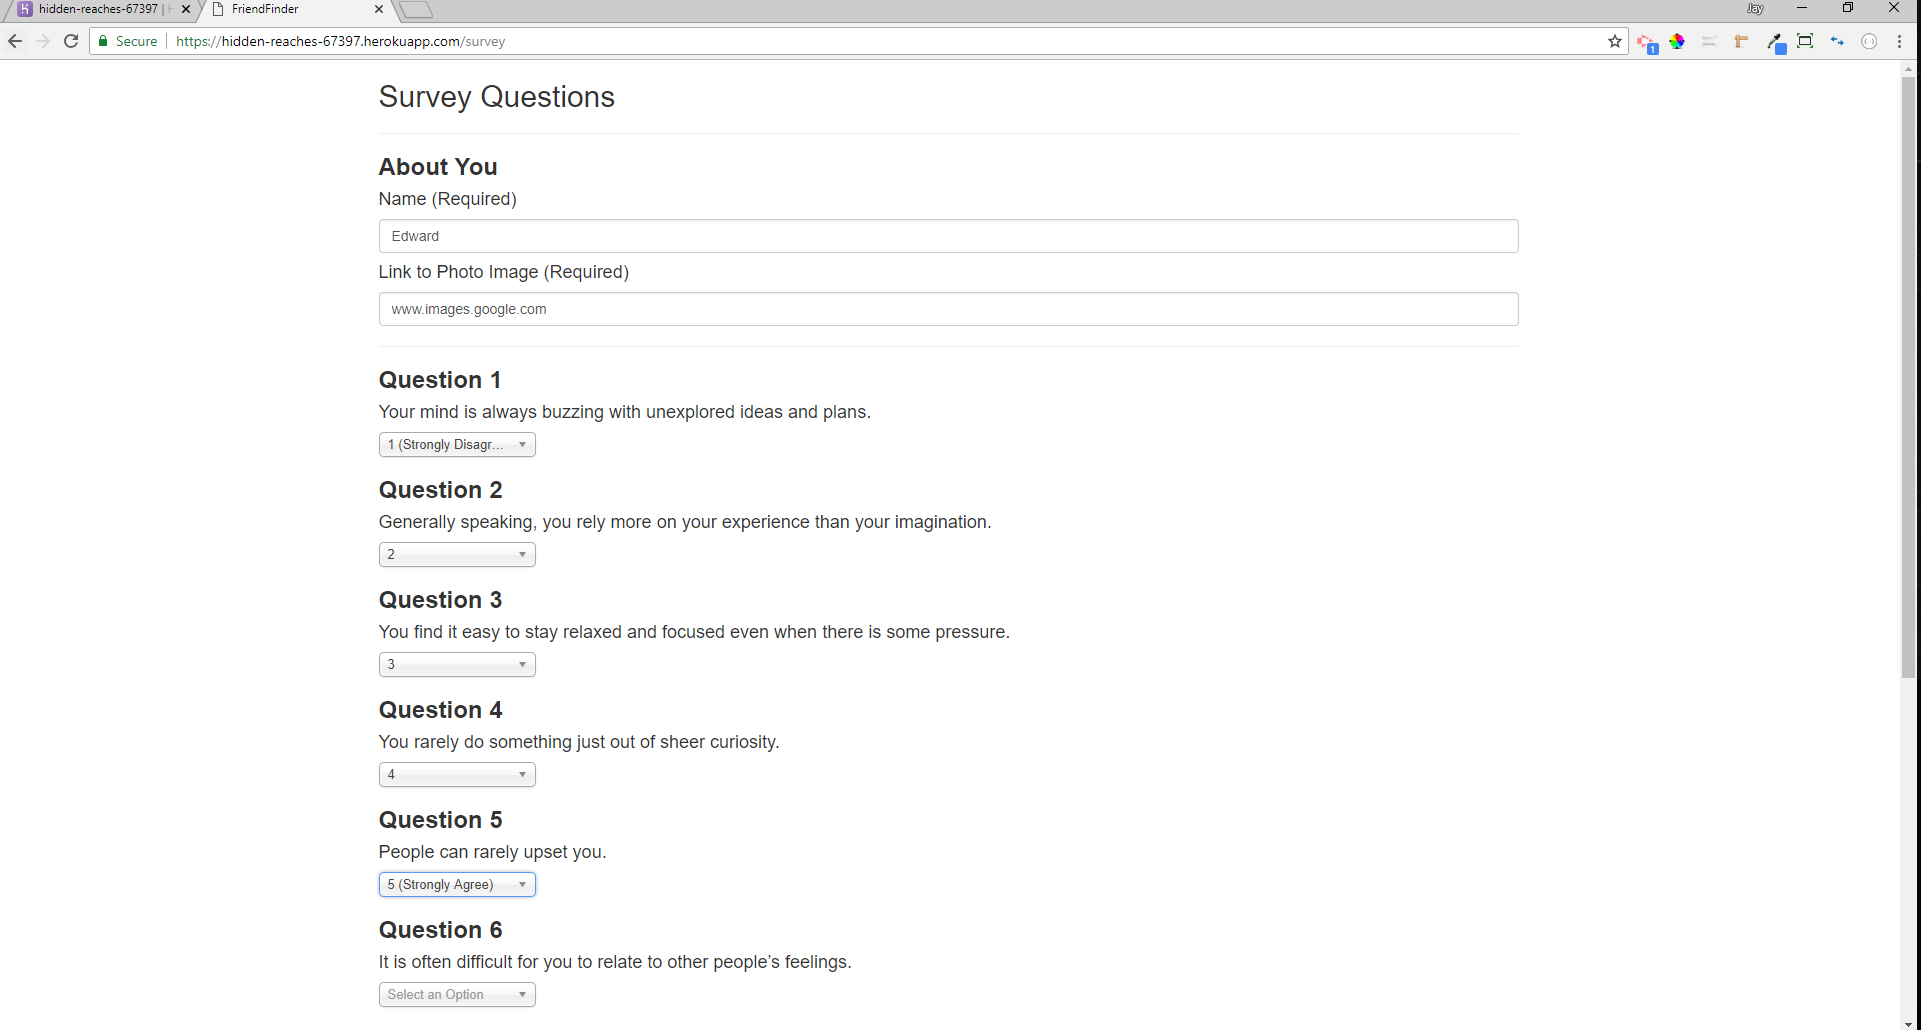 hidden-reaches-67397 | H
FriendFinder
Jay
Secure
https://hidden-reaches-67397.herokuapp.com/survey
1
Survey Questions
About You
Name (Required)
Edward
Link to Photo Image (Required)
www.images.google.com
Question 1
Your mind is always buzzing with unexplored ideas and plans.
1 (Strongly Disagr...
Question 2
Generally speaking, you rely more on your experience than your imagination.
2
Question 3
You find it easy to stay relaxed and focused even when there is some pressure.
3
Question 4
You rarely do something just out of sheer curiosity.
4
Question 5
People can rarely upset you.
5 (Strongly Agree)
Question 6
It is often difficult for you to relate to other people’s feelings.
Select an Option